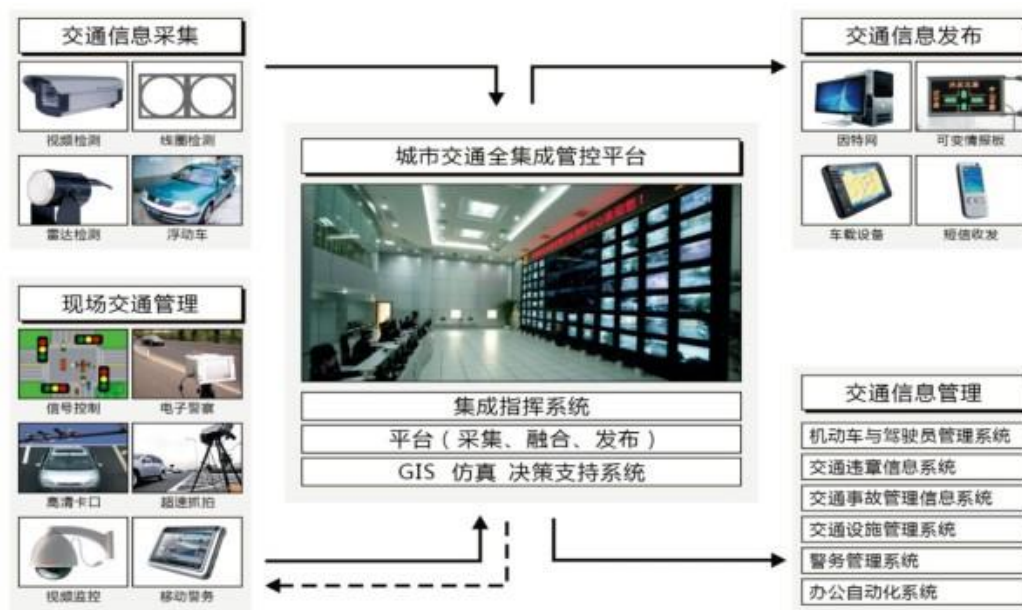 交通信息采集
视频检测
线圈检测
雷达检测
浮动车
现场交通管理
信号控制
电子警察
高清卡口
超速抓拍
视频监控
移动警务
城市交通全集成管控平台
集成指挥系统
平台（采集、融合、发布）
GIS 仿真 决策支持系统
交通信息发布
因特网
可变情报板
车载设备
短信收发
交通信息管理
机动车与驾驶员管理系统
交通违章信息系统
交通事故管理信息系统
交通设施管理系统
警务管理系统
办公自动化系统